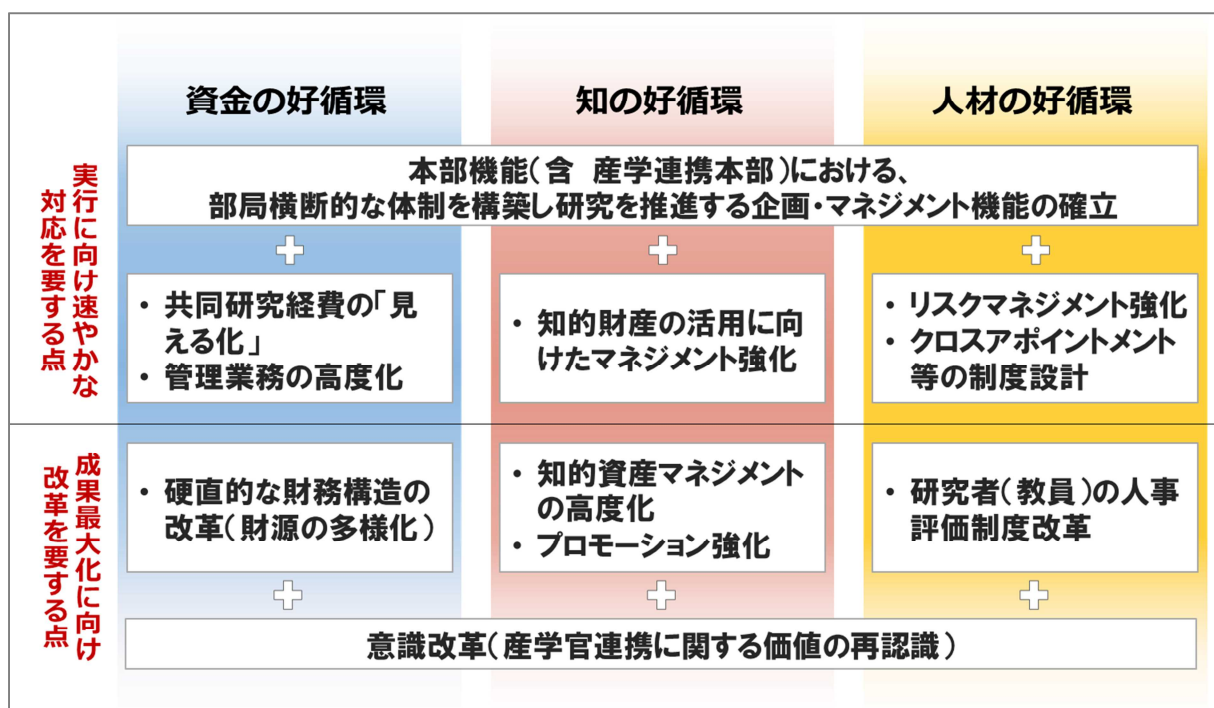 資金の好循環
知の好循環
人材の好循環
実行に向け速やかな
対応を要する点
本部機能(含　産学連携本部)における、
部局横断的な体制を構築し研究を推進する企画・マネジメント機能の確立
・ 共同研究経費の「見
える化」
・ 管理業務の高度化
・ 知的財産の活用に向
けたマネジメント強化
・ リスクマネジメント強化
・ クロスアポイントメント
等の制度設計
成果最大化に向け
改革を要する点
・ 硬直的な財務構造の
改革(財源の多様化)
・ 知的資産マネジメント
の高度化
・ プロモーション強化
・ 研究者(教員)の人事
評価制度改革
意識改革(産学官連携に関する価値の再認識)